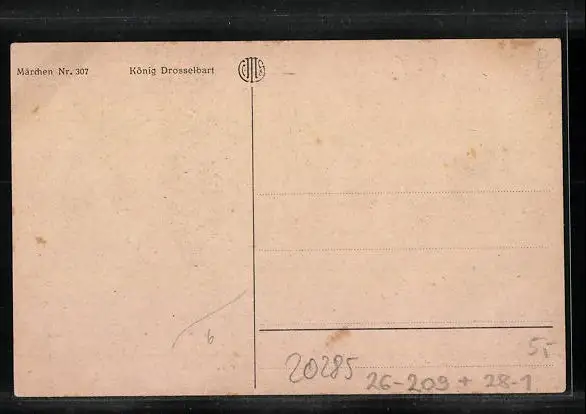 Märchen Nr. 307 König Drosselbart
6
5,-
20285
26-209 + 28-1